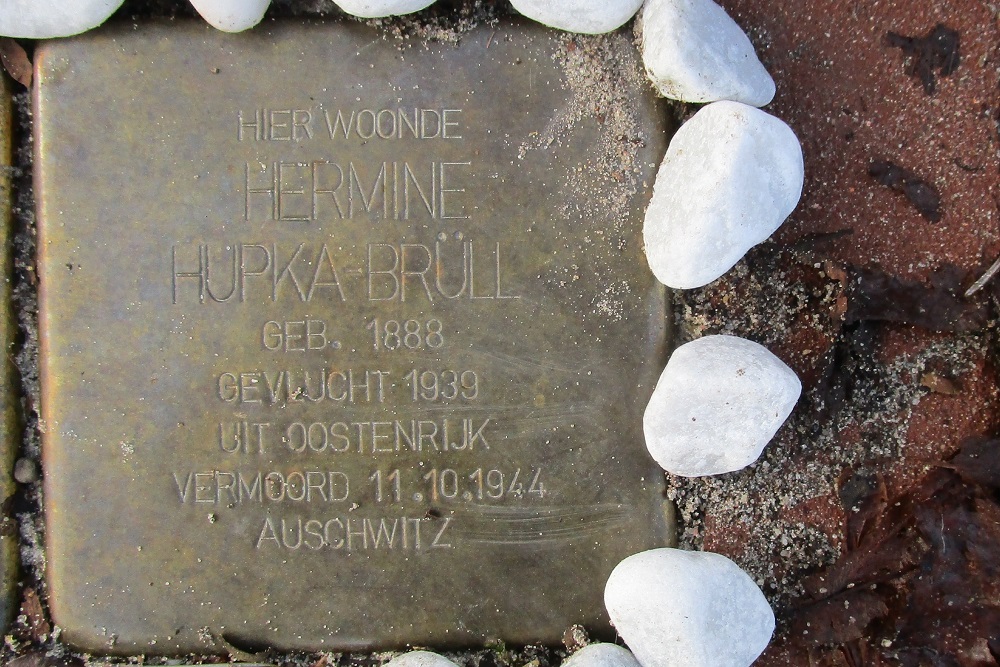 HIER WOONDE
HERMINE
HUPKA-BRÜLL
GEB. 1888
GEVLUCHT 1939
UIT OOSTENRIJK
VERMOORD 11.10.1944
AUSCHWITZ